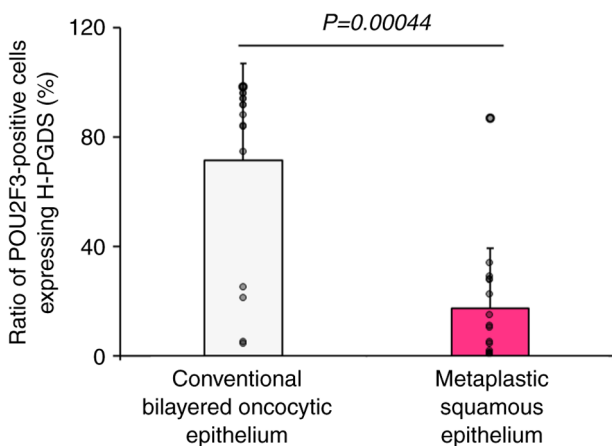 P=0.00044
Ratio of POU2F3-positive cells
expressing H-PGDS (%)
120
80
40
0
Conventional
bilayered oncocytic
epithelium
Metaplastic
squamous
epithelium